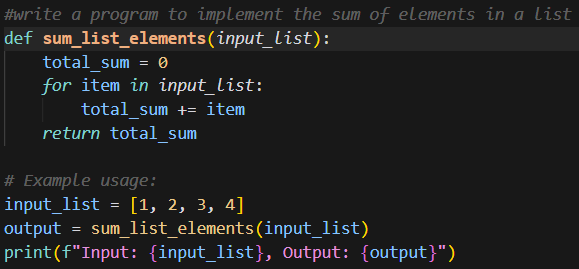 #write a program to implement the sum of elements in a list
def sum_list_elements(input_list):
    total_sum = 0
    for item in input_list:
        total_sum += item
    return total_sum

# Example usage:
input_list = [1, 2, 3, 4]
output = sum_list_elements(input_list)
print(f"Input: {input_list}, Output: {output}")